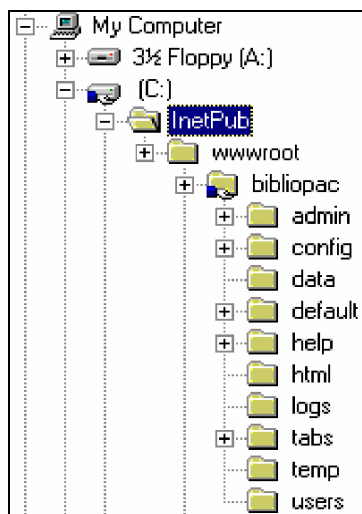 My Computer
3½ Floppy (A:)
(C:)
InetPub
wwwroot
bibliopac
admin
config
data
default
help
html
logs
tabs
temp
users